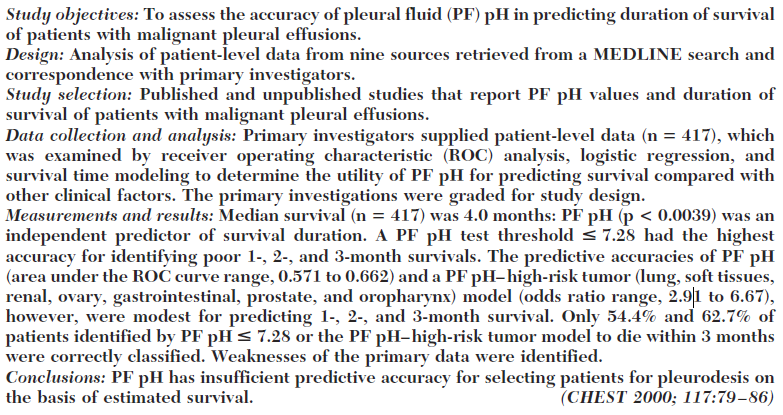 Study objectives: To assess the accuracy of pleural fluid (PF) pH in predicting duration of survival
of patients with malignant pleural effusions.
Design: Analysis of patient-level data from nine sources retrieved from a MEDLINE search and
correspondence with primary investigators.
Study selection: Published and unpublished studies that report PF pH values and duration of
survival of patients with malignant pleural effusions.
Data collection and analysis: Primary investigators supplied patient-level data (n = 417), which
was examined by receiver operating characteristic (ROC) analysis, logistic regression, and
survival time modeling to determine the utility of PF pH for predicting survival compared with
other clinical factors. The primary investigations were graded for study design.
Measurements and results: Median survival (n = 417) was 4.0 months: PF pH (p < 0.0039) was an
independent predictor of survival duration. A PF pH test threshold ≤ 7.28 had the highest
accuracy for identifying poor 1-, 2-, and 3-month survivals. The predictive accuracies of PF pH
(area under the ROC curve range, 0.571 to 0.662) and a PF pH–high-risk tumor (lung, soft tissues,
renal, ovary, gastrointestinal, prostate, and oropharynx) model (odds ratio range, 2.91 to 6.67),
however, were modest for predicting 1-, 2-, and 3-month survival. Only 54.4% and 62.7% of
patients identified by PF pH ≤ 7.28 or the PF pH–high-risk tumor model to die within 3 months
were correctly classified. Weaknesses of the primary data were identified.
Conclusions: PF pH has insufficient predictive accuracy for selecting patients for pleurodesis on
the basis of estimated survival. (CHEST 2000; 117:79–86)